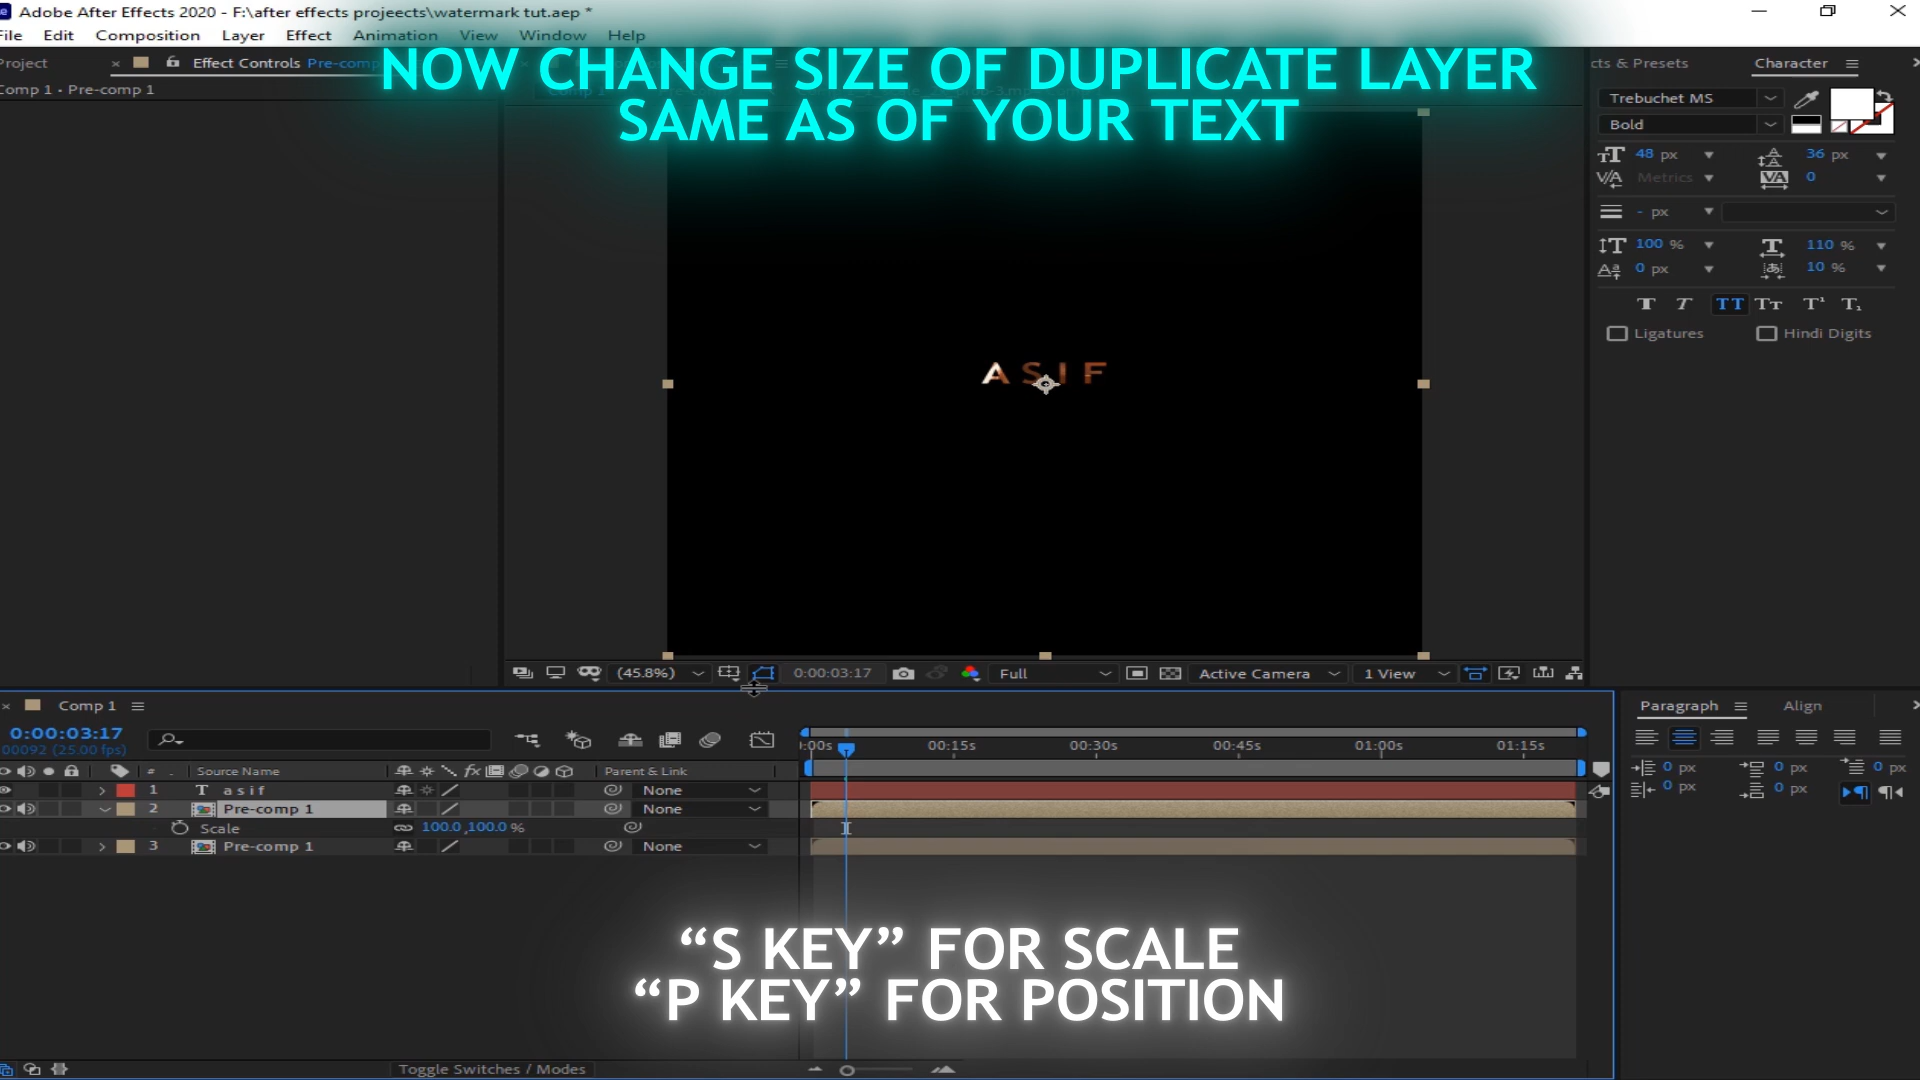 Adobe After Effects 2020 - F:\after effects projeects\watermark tut.aep *
File Edit Composition Layer Effect Animation View Window Help
NOW CHANGE SIZE OF DUPLICATE LAYER
SAME AS OF YOUR TEXT
Project
Effect Controls Pre-comp
Comp 1 • Pre-comp 1
cts & Presets
Character
Trebuchet MS
Bold
48 px
36 px
Metrics
0
- px
100 %
110 %
0 px
10 %
Ligatures
Hindi Digits
ASIF
(45.8%)
0:00:03:17
Full
Active Camera
1 View
Comp 1
0:00:03:17
00092 (25.00 fps)
:00s 00:15s 00:30s 00:45s 01:00s 01:15s
# Source Name
Parent & Link
1 T a s i f None
2 Pre-comp 1 None
Scale 100.0,100.0 %
3 Pre-comp 1 None
Paragraph
Align
0 px 0 px 0 px
0 px 0 px
“S KEY” FOR SCALE
“P KEY” FOR POSITION
Toggle Switches / Modes